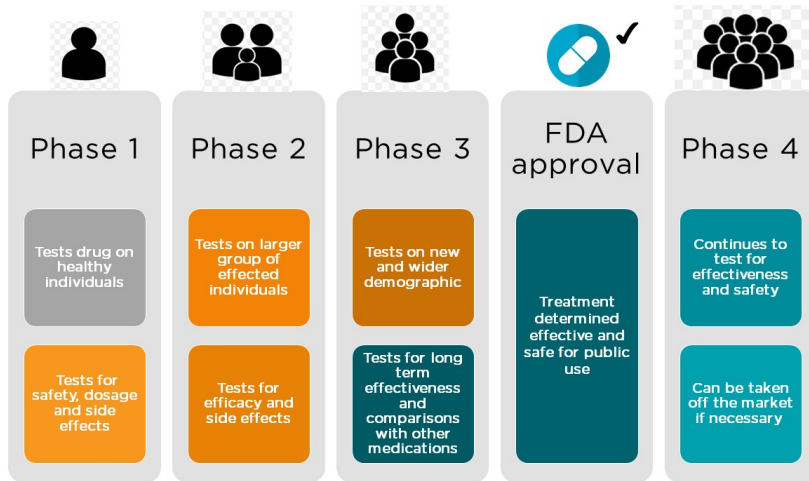 Phase 1
Tests drug on
healthy
individuals
Tests for
safety, dosage
and side
effects
Phase 2
Tests on larger
group of
effected
individuals
Tests for
efficacy and
side effects
Phase 3
Tests on new
and wider
demographic
Tests for long
term
effectiveness
and
comparisons
with other
medications
FDA
approval
Treatment
determined
effective and
safe for public
use
Phase 4
Continues to
test for
effectiveness
and safety
Can be taken
off the market
if necessary